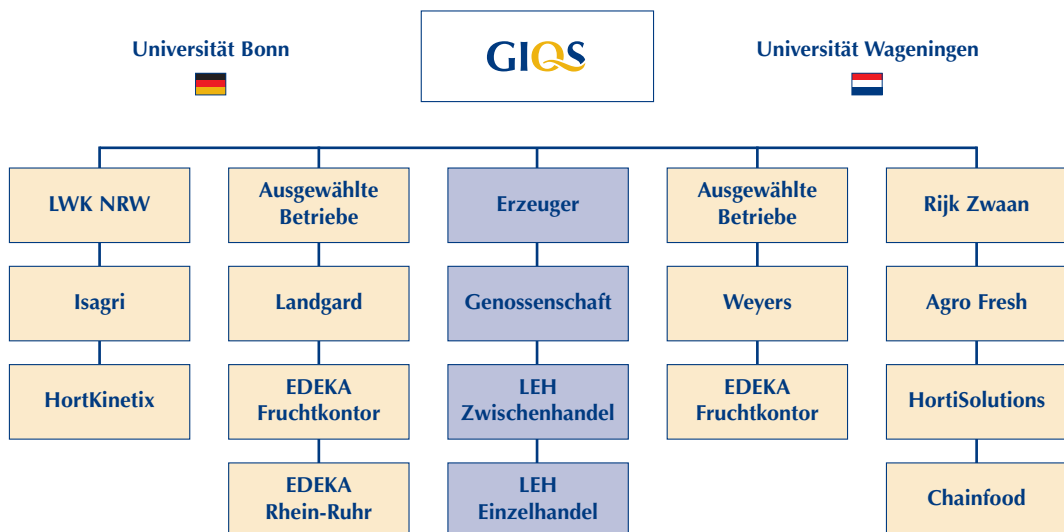 Universität Bonn
GIQS
Universität Wageningen
LWK NRW
Isagri
HortKinetix
Ausgewählte
Betriebe
Landgard
EDEKA
Fruchtkontor
EDEKA
Rhein-Ruhr
Erzeuger
Genossenschaft
LEH
Zwischenhandel
LEH
Einzelhandel
Ausgewählte
Betriebe
Weyers
EDEKA
Fruchtkontor
Rijk Zwaan
Agro Fresh
HortiSolutions
Chainfood